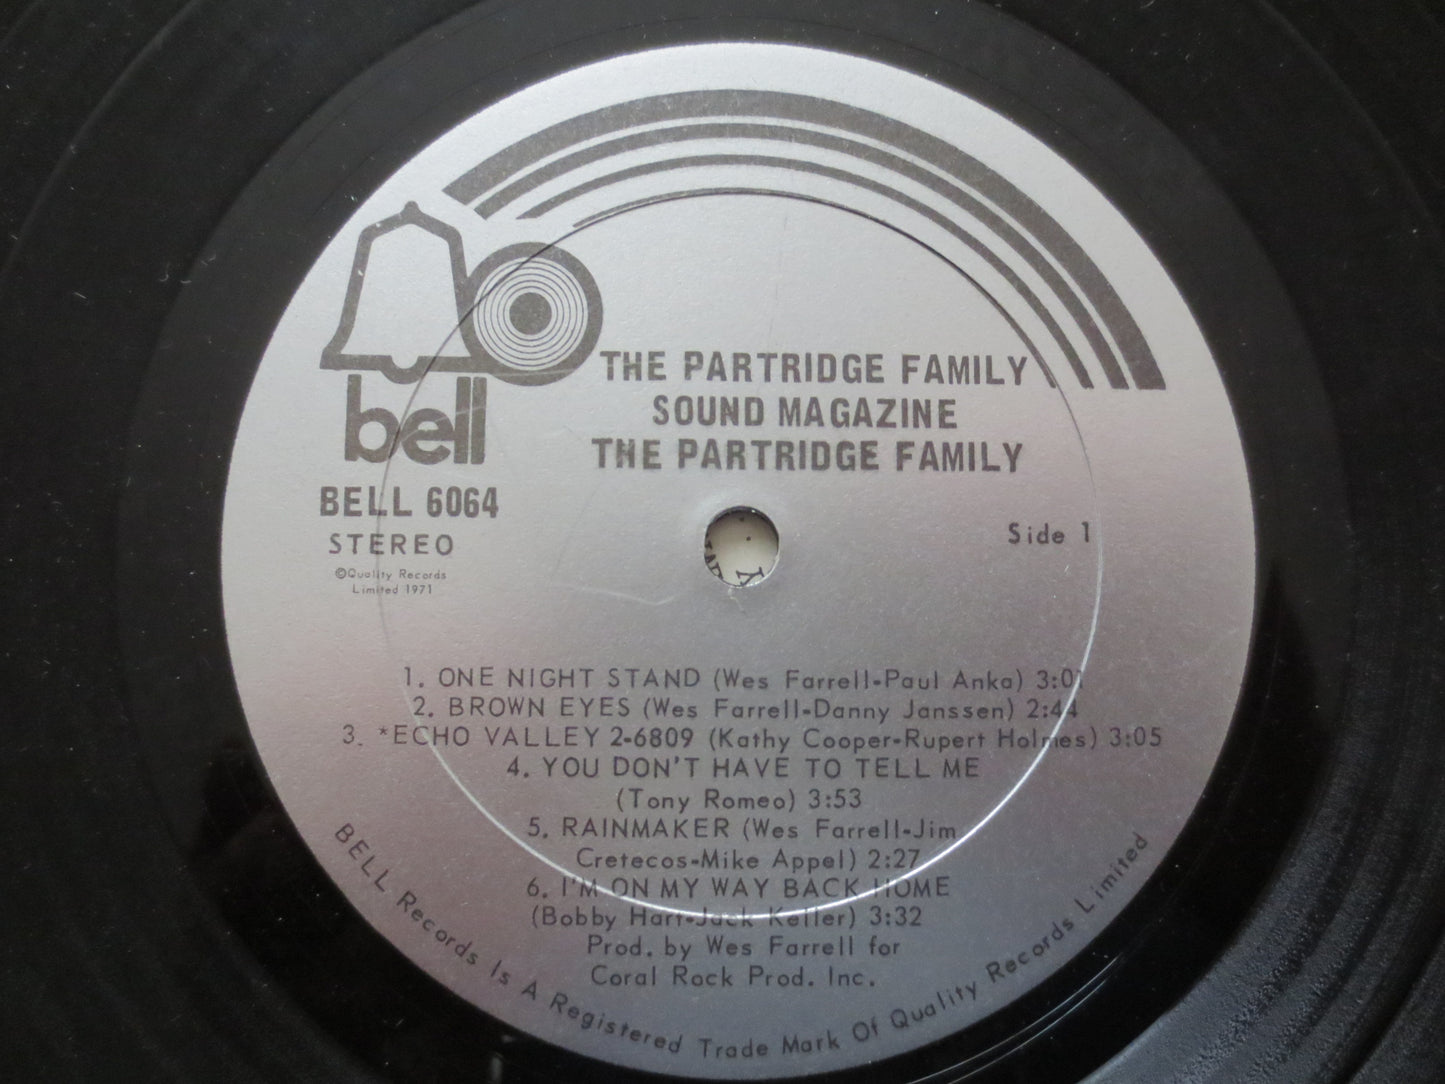 bell
THE PARTRIDGE FAMILY
SOUND MAGAZINE
THE PARTRIDGE FAMILY
BELL 6064
STEREO
©Quality Records
Limited 1971
Side 1
1. ONE NIGHT STAND (Wes Farrell-Paul Anka) 3:01
2. BROWN EYES (Wes Farrell-Danny Janssen) 2:44
3. *ECHO VALLEY 2-6809 (Kathy Cooper-Rupert Holmes) 3:05
4. YOU DON'T HAVE TO TELL ME
(Tony Romeo) 3:53
5. RAINMAKER (Wes Farrell-Jim
Cretecos-Mike Appel) 2:27
6. I'M ON MY WAY BACK HOME
(Bobby Hart-Jack Keller) 3:32
Prod. by Wes Farrell for
Coral Rock Prod. Inc.
BELL Records Is A Registered Trade Mark Of Quality Records Limited